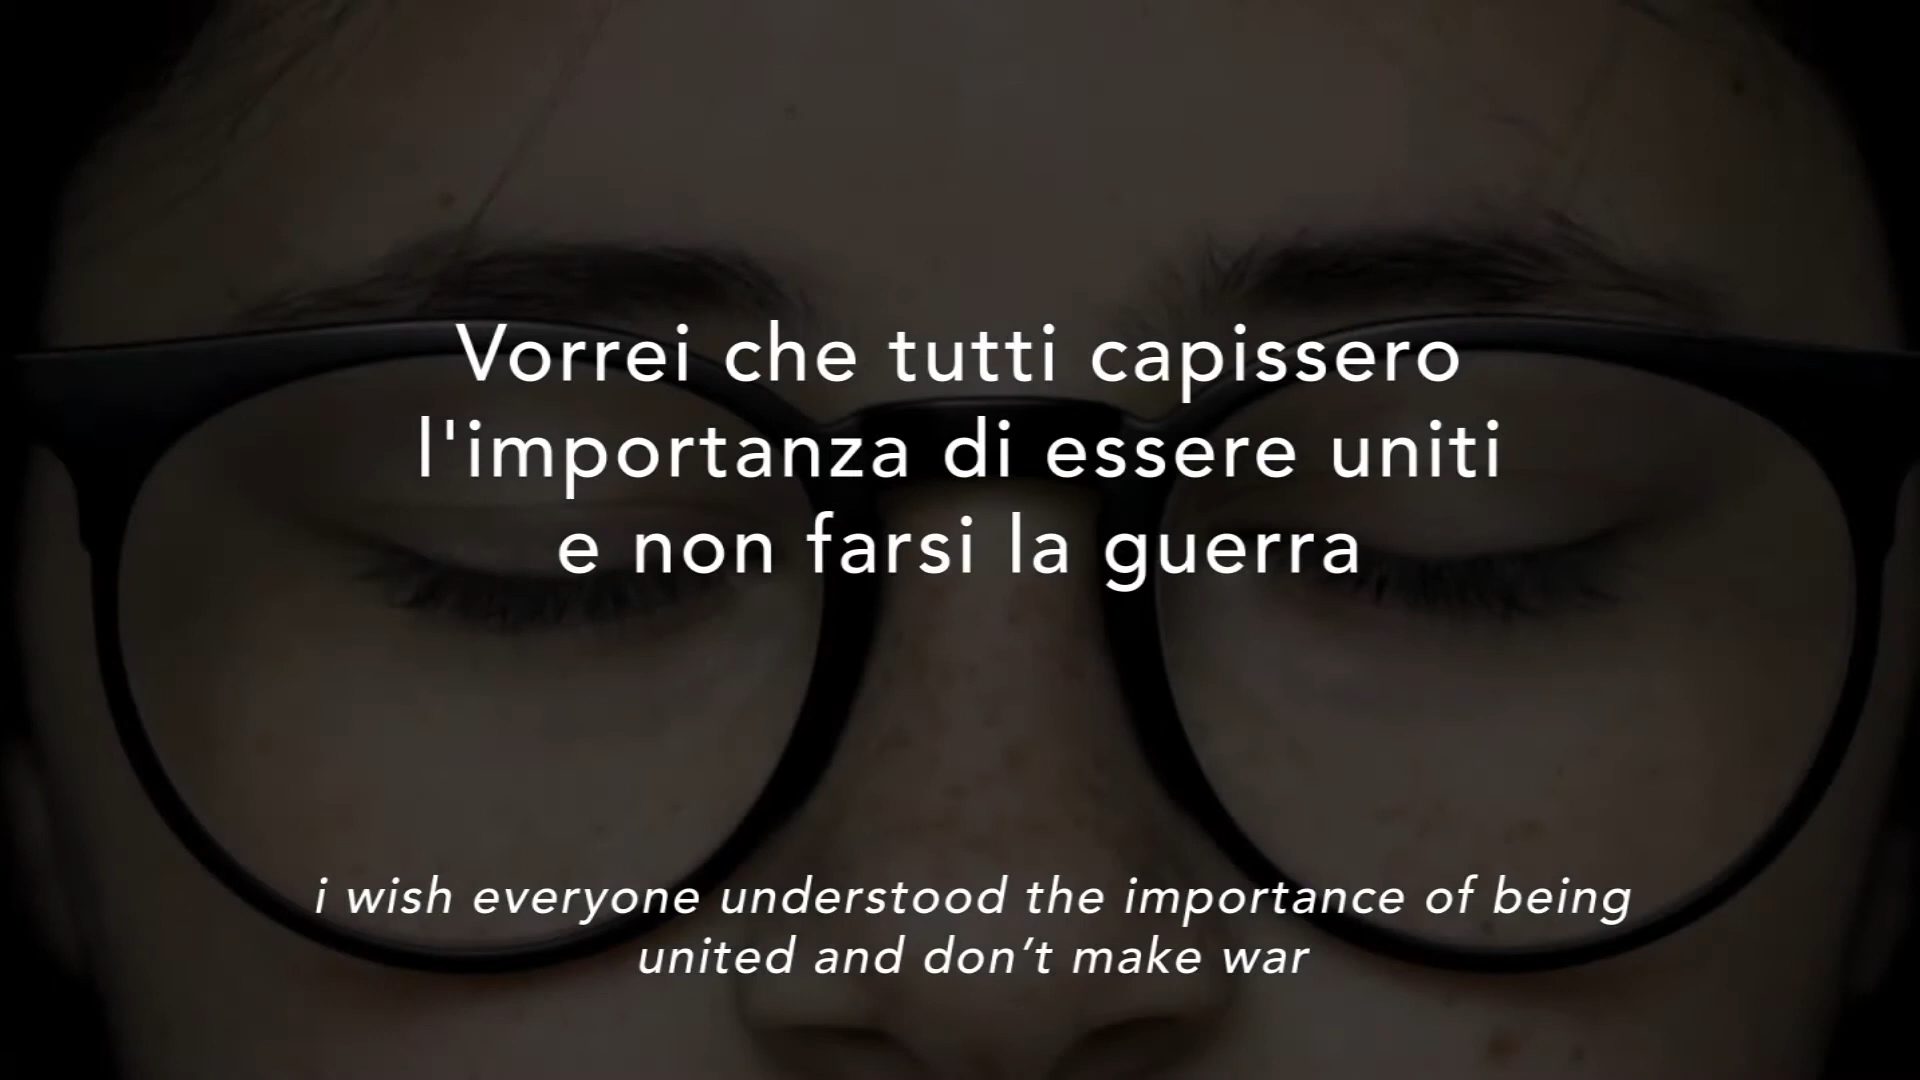 Vorrei che tutti capissero
l'importanza di essere uniti
e non farsi la guerra
i wish everyone understood the importance of being
united and don’t make war